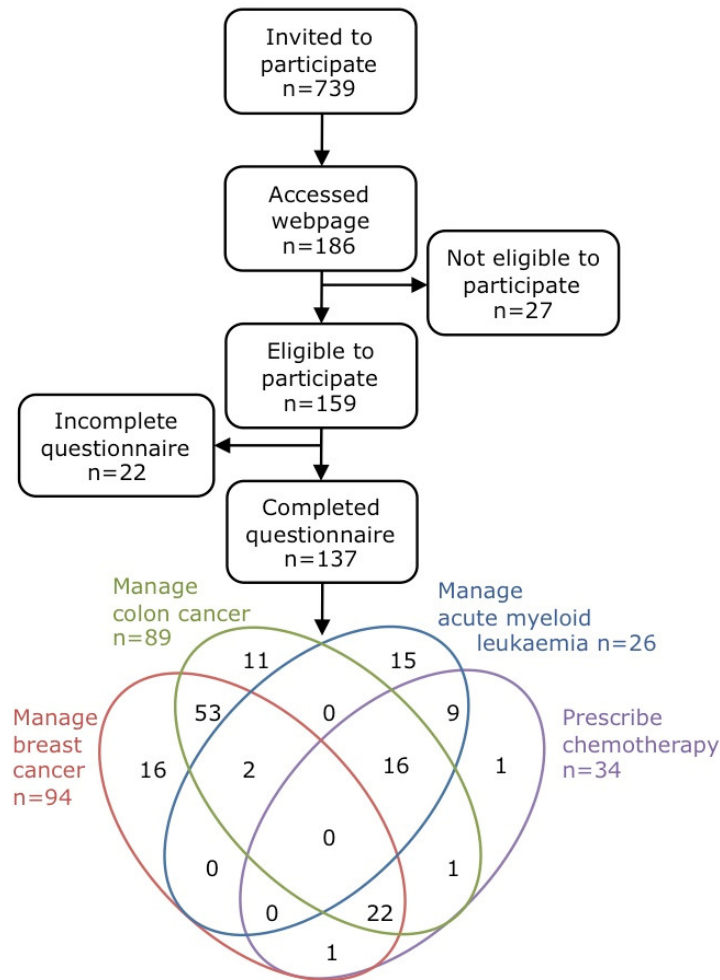 Invited to
participate
n=739
Accessed
webpage
n=186
Not eligible to
participate
n=27
Eligible to
participate
n=159
Incomplete
questionnaire
n=22
Completed
questionnaire
n=137
Manage
colon cancer
n=89
Manage
acute myeloid
leukaemia n=26
Manage
breast
cancer
n=94
Prescribe
chemotherapy
n=34
11
15
53
0
9
16
2
16
1
0
0
1
0
22
1